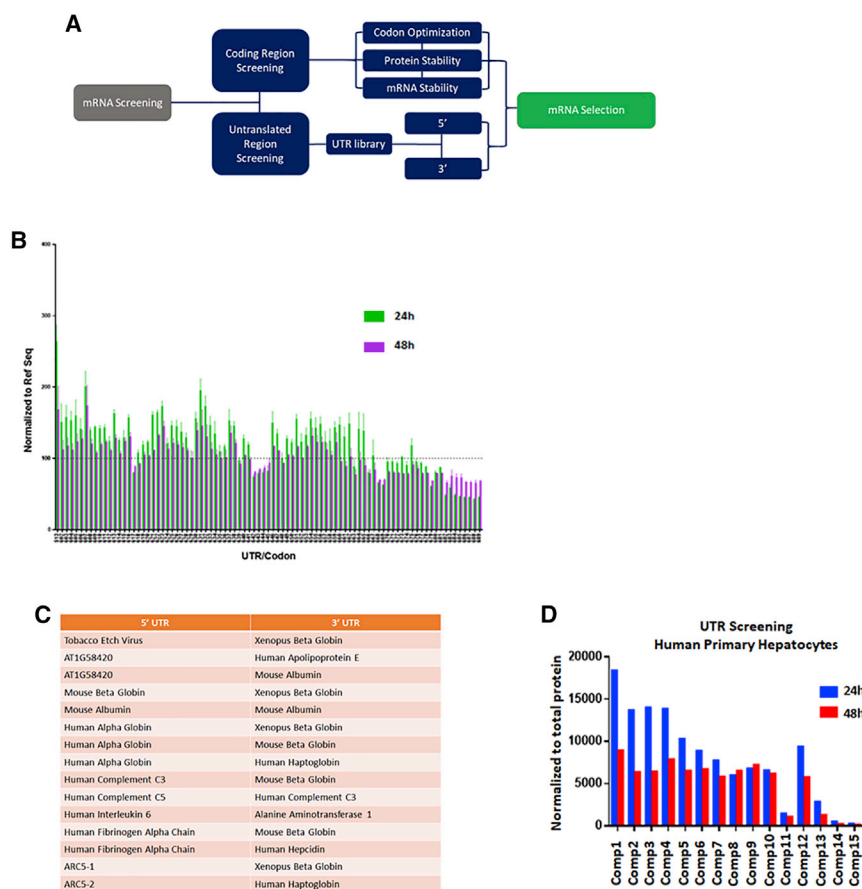 A
Codon Optimization
Coding Region
Screening
Protein Stability
mRNA Stability
mRNA Screening
mRNA Selection
Untranslated
Region
Screening
UTR library
5'
3'
B
400
300
200
100
0
Normalized to Ref Seq
24h
48h
UTR/Codon
C
5' UTR 3' UTR
Tobacco Etch Virus Xenopus Beta Globin
AT1G58420 Human Apolipoprotein E
AT1G58420 Mouse Albumin
Mouse Beta Globin Xenopus Beta Globin
Mouse Albumin Mouse Albumin
Human Alpha Globin Xenopus Beta Globin
Human Alpha Globin Mouse Beta Globin
Human Alpha Globin Human Haptoglobin
Human Complement C3 Mouse Beta Globin
Human Complement C5 Human Complement C3
Human Interleukin 6 Alanine Aminotransferase 1
Human Fibrinogen Alpha Chain Mouse Beta Globin
Human Fibrinogen Alpha Chain Human Hepcidin
ARC5-1 Xenopus Beta Globin
ARC5-2 Human Haptoglobin
D
UTR Screening
Human Primary Hepatocytes
20000
15000
10000
5000
0
Normalized to total protein
24h
48h
Comp1
Comp2
Comp3
Comp4
Comp5
Comp6
Comp7
Comp8
Comp9
Comp10
Comp11
Comp12
Comp13
Comp14
Comp15